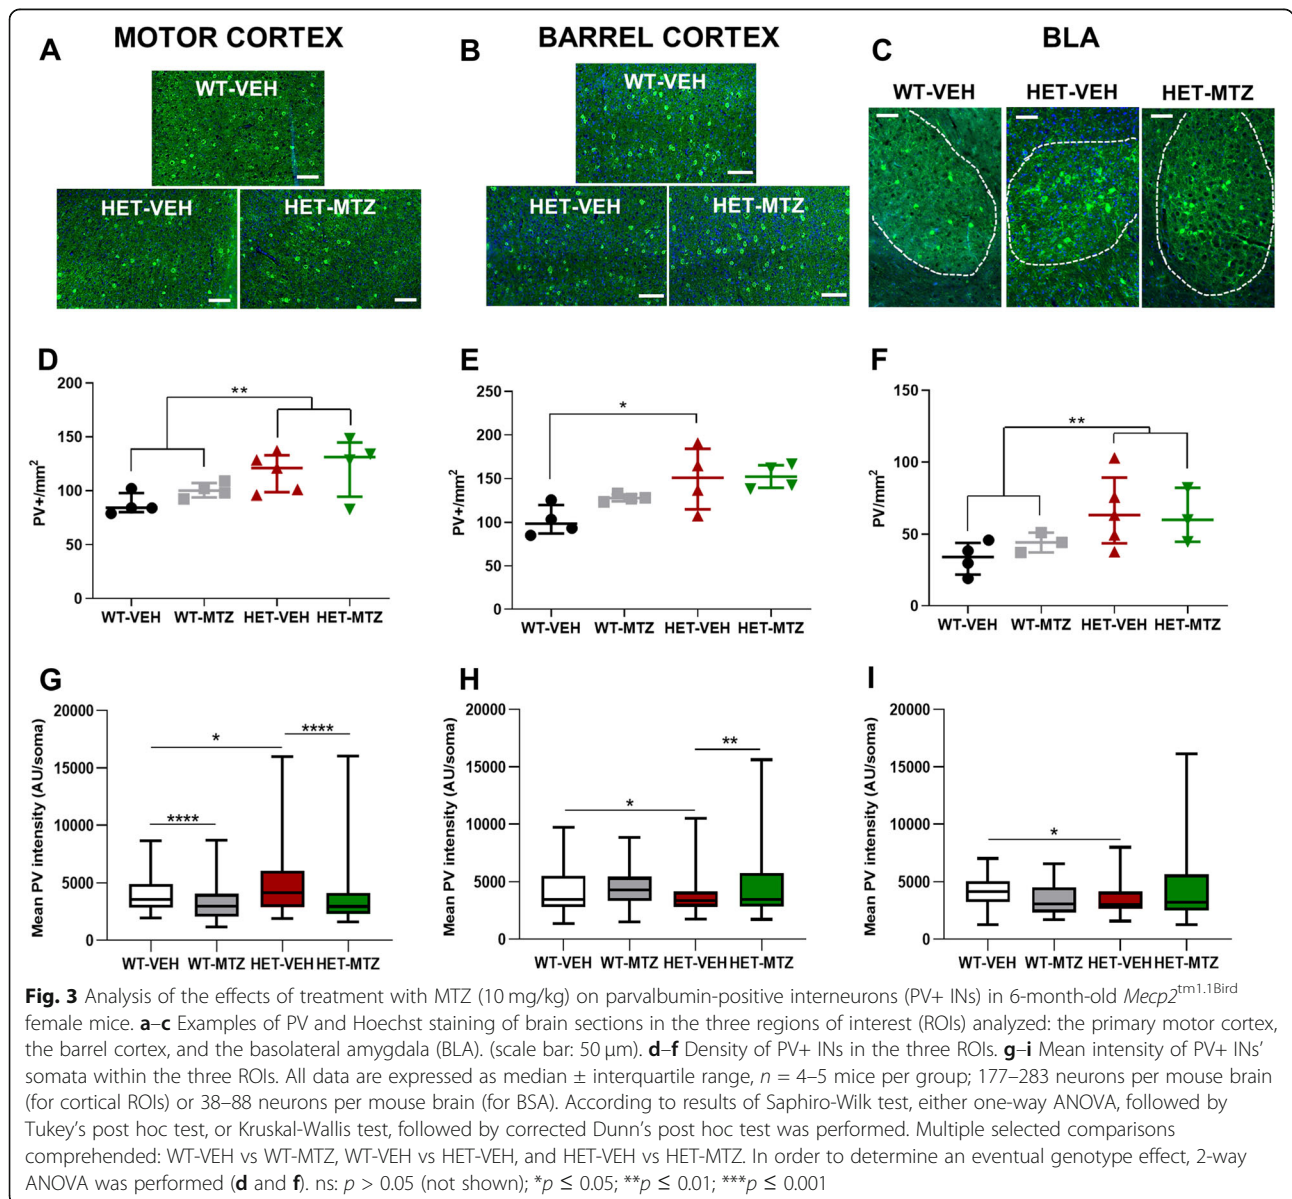 MOTOR CORTEX
BARREL CORTEX
BLA
A
WT-VEH
HET-VEH
HET-MTZ
B
WT-VEH
HET-VEH
HET-MTZ
C
WT-VEH
HET-VEH
HET-MTZ
D
PV+/mm²
200
150
100
50
0
**
WT-VEH WT-MTZ HET-VEH HET-MTZ
E
PV+/mm²
250
200
150
100
50
0
*
WT-VEH WT-MTZ HET-VEH HET-MTZ
F
PV/mm²
150
100
50
0
**
WT-VEH WT-MTZ HET-VEH HET-MTZ
G
Mean PV intensity (AU/soma)
20000
15000
10000
5000
0
****
*
****
WT-VEH WT-MTZ HET-VEH HET-MTZ
H
Mean PV intensity (AU/soma)
20000
15000
10000
5000
0
**
*
WT-VEH WT-MTZ HET-VEH HET-MTZ
I
Mean PV intensity (AU/soma)
20000
15000
10000
5000
0
*
WT-VEH WT-MTZ HET-VEH HET-MTZ
Fig. 3 Analysis of the effects of treatment with MTZ (10 mg/kg) on parvalbumin-positive interneurons (PV+ INs) in 6-month-old Mecp2tm1.1Bird
female mice. a–c Examples of PV and Hoechst staining of brain sections in the three regions of interest (ROIs) analyzed: the primary motor cortex,
the barrel cortex, and the basolateral amygdala (BLA). (scale bar: 50 μm). d–f Density of PV+ INs in the three ROIs. g–i Mean intensity of PV+ INs’
somata within the three ROIs. All data are expressed as median ± interquartile range, n = 4–5 mice per group; 177–283 neurons per mouse brain
(for cortical ROIs) or 38–88 neurons per mouse brain (for BSA). According to results of Saphiro-Wilk test, either one-way ANOVA, followed by
Tukey’s post hoc test, or Kruskal-Wallis test, followed by corrected Dunn’s post hoc test was performed. Multiple selected comparisons
comprehended: WT-VEH vs WT-MTZ, WT-VEH vs HET-VEH, and HET-VEH vs HET-MTZ. In order to determine an eventual genotype effect, 2-way
ANOVA was performed (d and f). ns: p > 0.05 (not shown); *p ≤ 0.05; **p ≤ 0.01; ***p ≤ 0.001